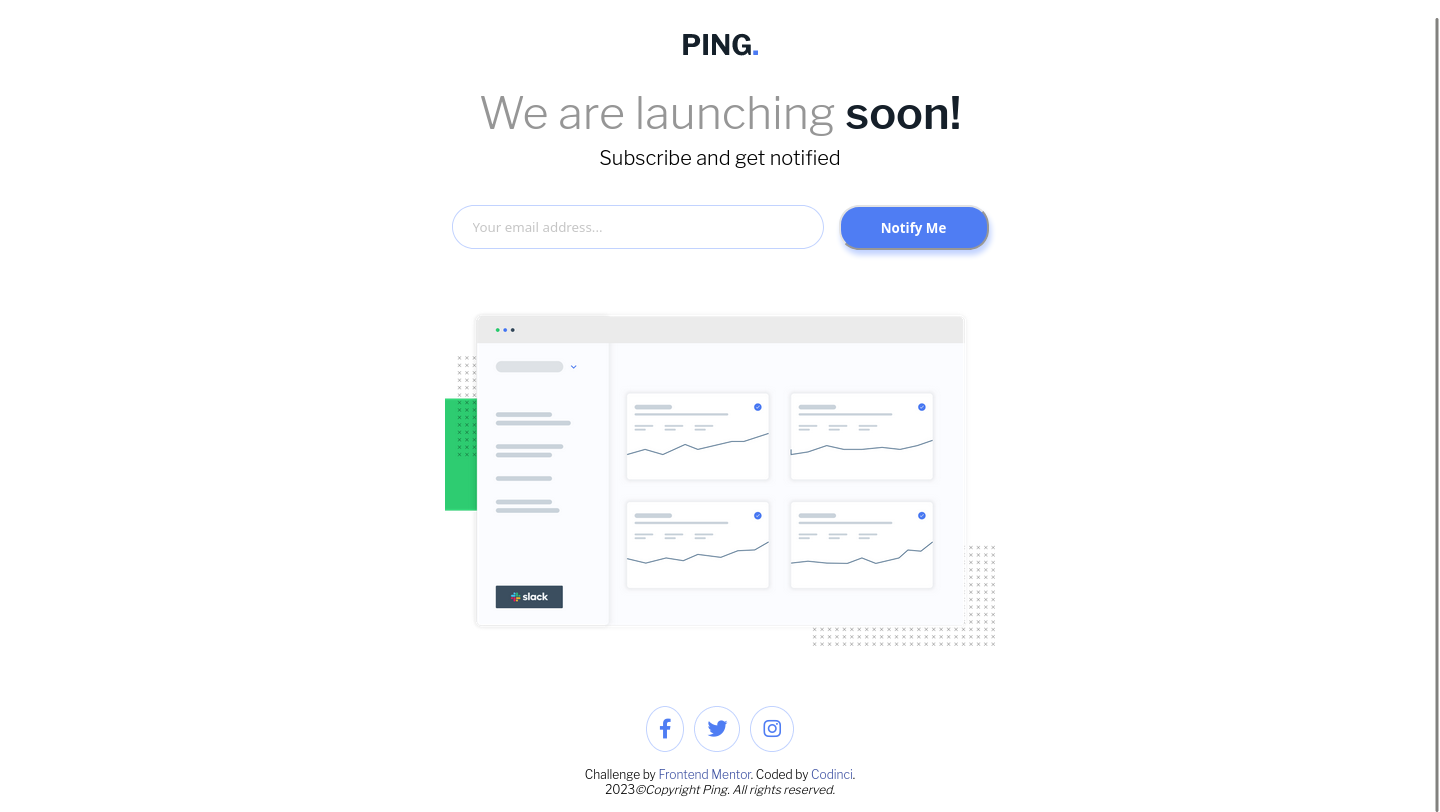 PING.
We are launching soon!
Subscribe and get notified
Your email address...
Notify Me
slack
Challenge by Frontend Mentor. Coded by Codinci.
2023©Copyright Ping. All rights reserved.